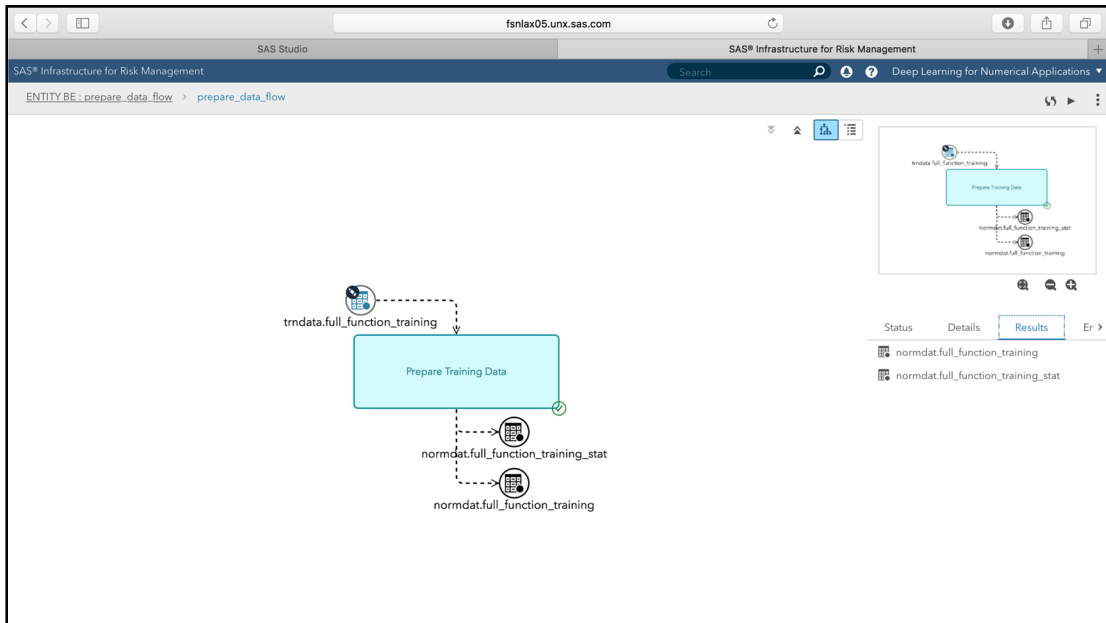 fsnlax05.unx.sas.com
SAS Studio
SAS® Infrastructure for Risk Management
SAS® Infrastructure for Risk Management
Search
Deep Learning for Numerical Applications
ENTITY BE : prepare_data_flow > prepare_data_flow
trndata.full_function_training
Prepare Training Data
normdat.full_function_training_stat
normdat.full_function_training
trndata.full_function_training
Prepare Training Data
normdat.full_function_training_stat
normdat.full_function_training
Status Details Results Er
normdat.full_function_training
normdat.full_function_training_stat